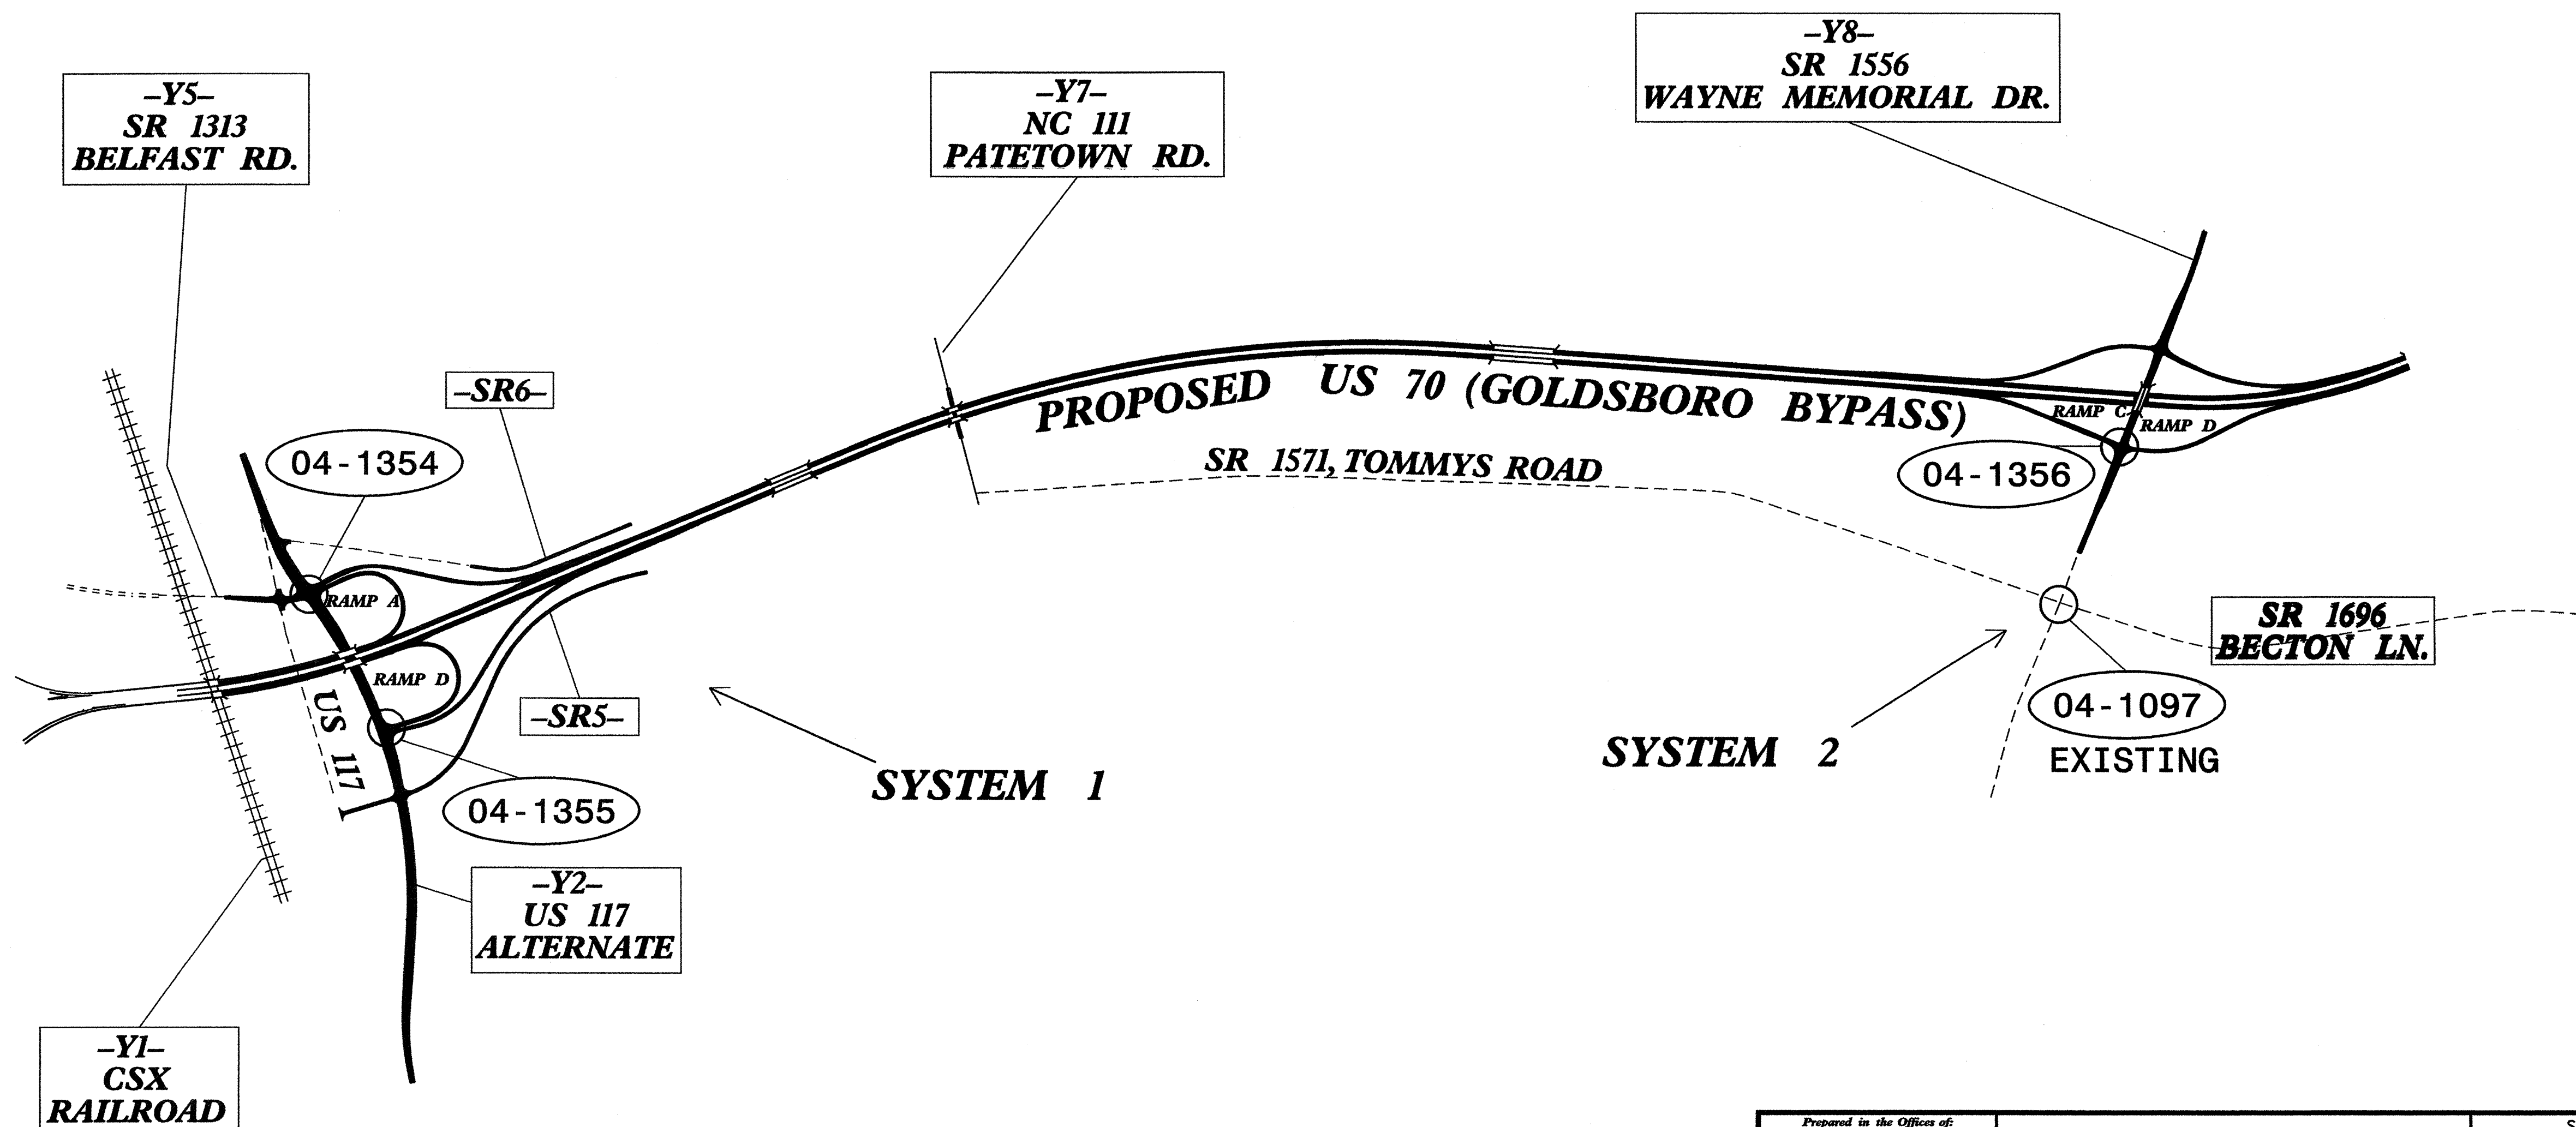 –Y8–
SR 1556
WAYNE MEMORIAL DR.
–Y5–
SR 1313
BELFAST RD.
–Y7–
NC 111
PATETOWN RD.
–SR6–
PROPOSED US 70 (GOLDSBORO BYPASS)
RAMP C
RAMP D
04-1354
SR 1571, TOMMYS ROAD
04-1356
RAMP A
SR 1696
BECTON LN.
RAMP D
US 117
–SR5–
04-1097
EXISTING
SYSTEM 1
SYSTEM 2
04-1355
–Y2–
US 117
ALTERNATE
–Y1–
CSX
RAILROAD
Prepared in the Offices of: